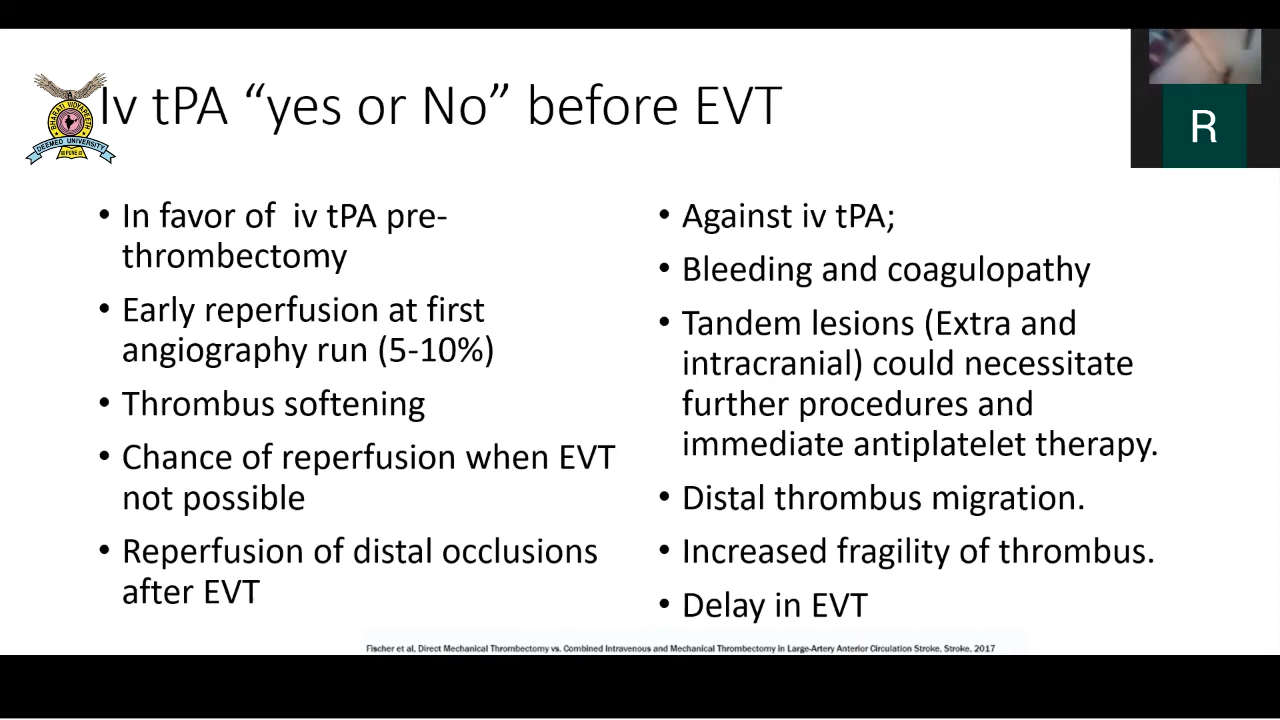 Iv tPA “yes or No” before EVT
• In favor of iv tPA pre-
thrombectomy
• Early reperfusion at first
angiography run (5-10%)
• Thrombus softening
• Chance of reperfusion when EVT
not possible
• Reperfusion of distal occlusions
after EVT
• Against iv tPA;
• Bleeding and coagulopathy
• Tandem lesions (Extra and
intracranial) could necessitate
further procedures and
immediate antiplatelet therapy.
• Distal thrombus migration.
• Increased fragility of thrombus.
• Delay in EVT
Fischer et al, Direct Mechanical Thrombectomy vs. Combined Intravenous and Mechanical Thrombectomy in Large-Artery Anterior Circulation Stroke, Stroke, 2017
BHARATI VIDYAPEETH
DEEMED UNIVERSITY
R